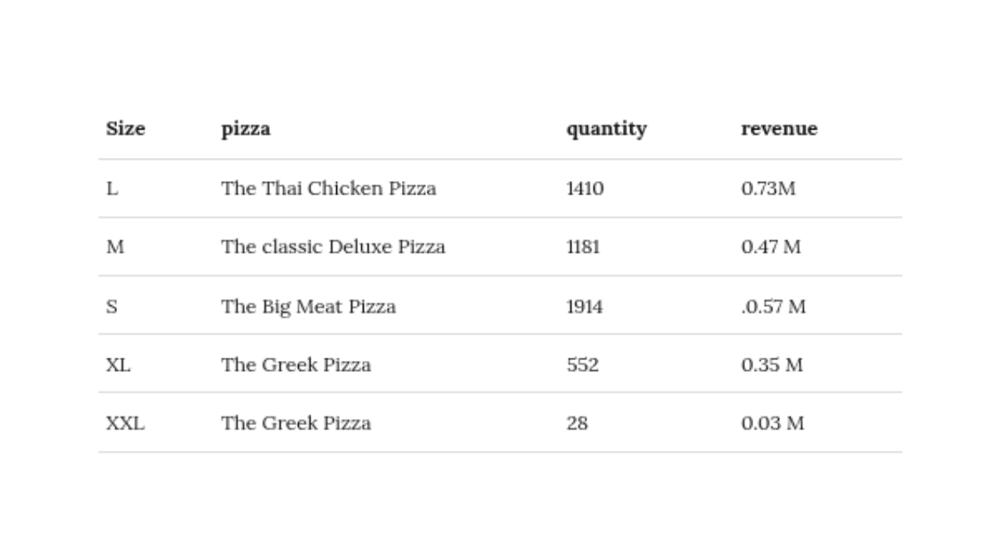 Size pizza quantity revenue
L The Thai Chicken Pizza 1410 0.73M
M The classic Deluxe Pizza 1181 0.47 M
S The Big Meat Pizza 1914 .0.57 M
XL The Greek Pizza 552 0.35 M
XXL The Greek Pizza 28 0.03 M